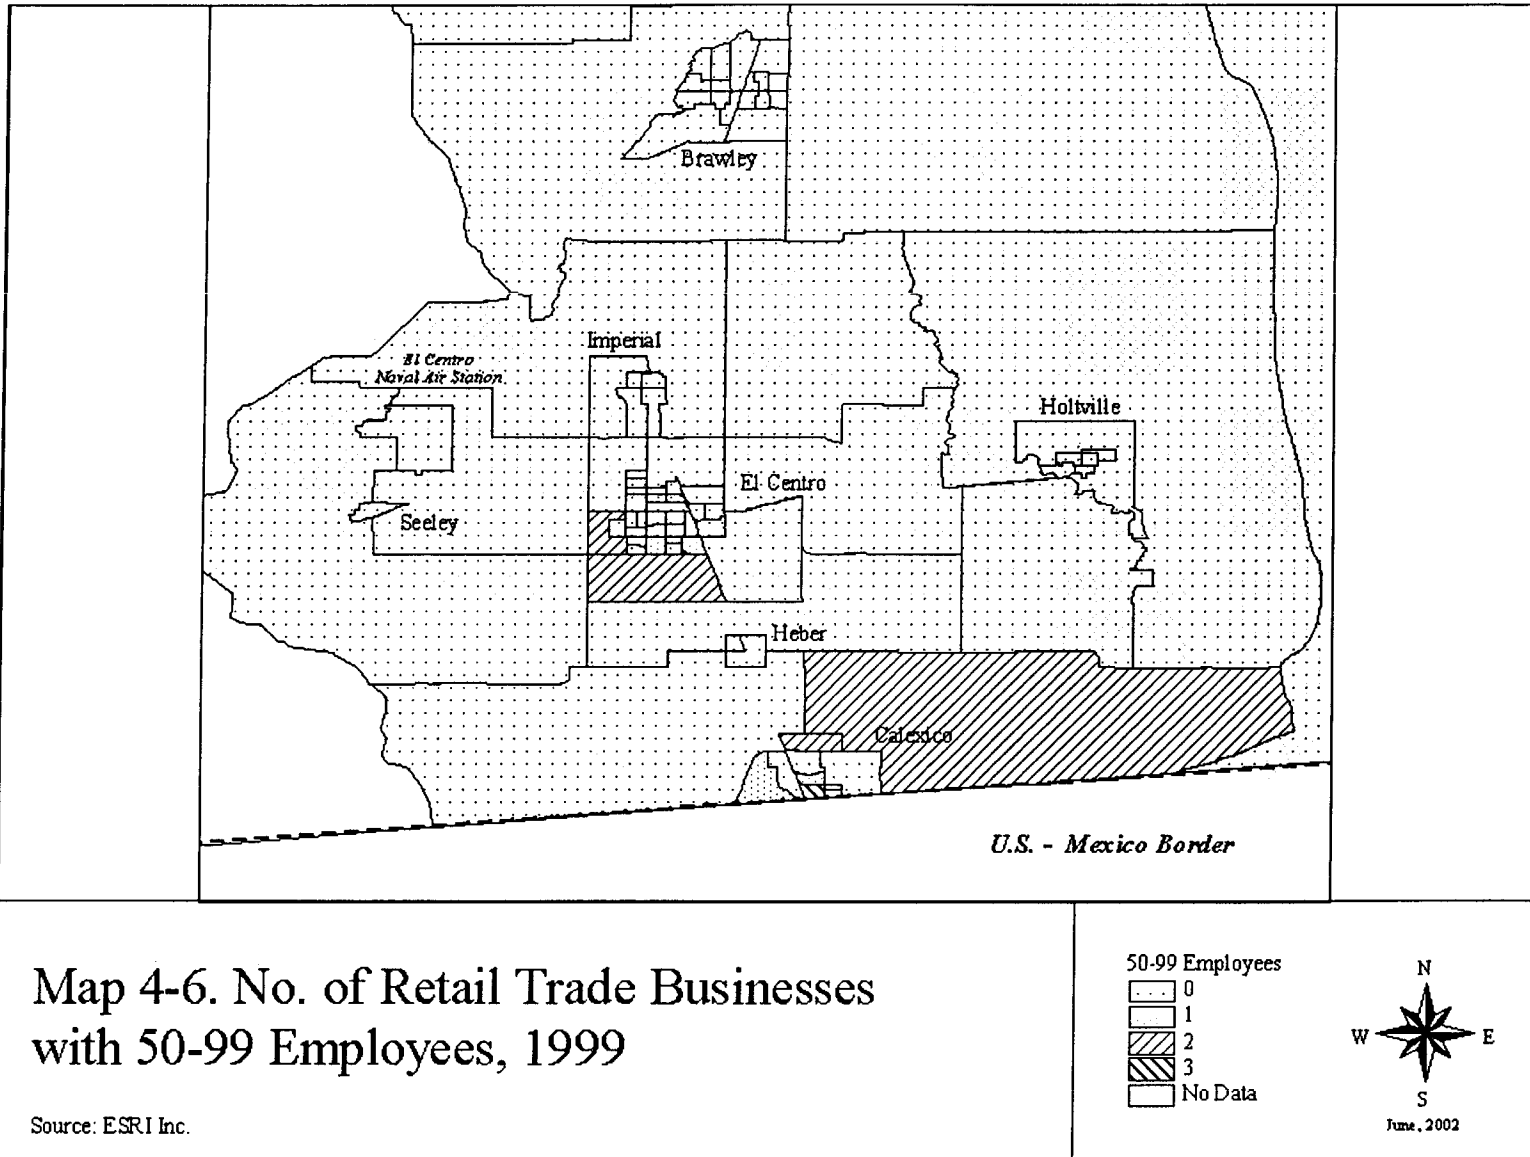 Brawley
Imperial
El Centro
Naval Air Station
Holtville
El Centro
Seeley
Heber
Calexico
U.S. - Mexico Border
Map 4-6. No. of Retail Trade Businesses
with 50-99 Employees, 1999
Source: ESRI Inc.
50-99 Employees
0
1
2
3
No Data
N
W E
S
June, 2002